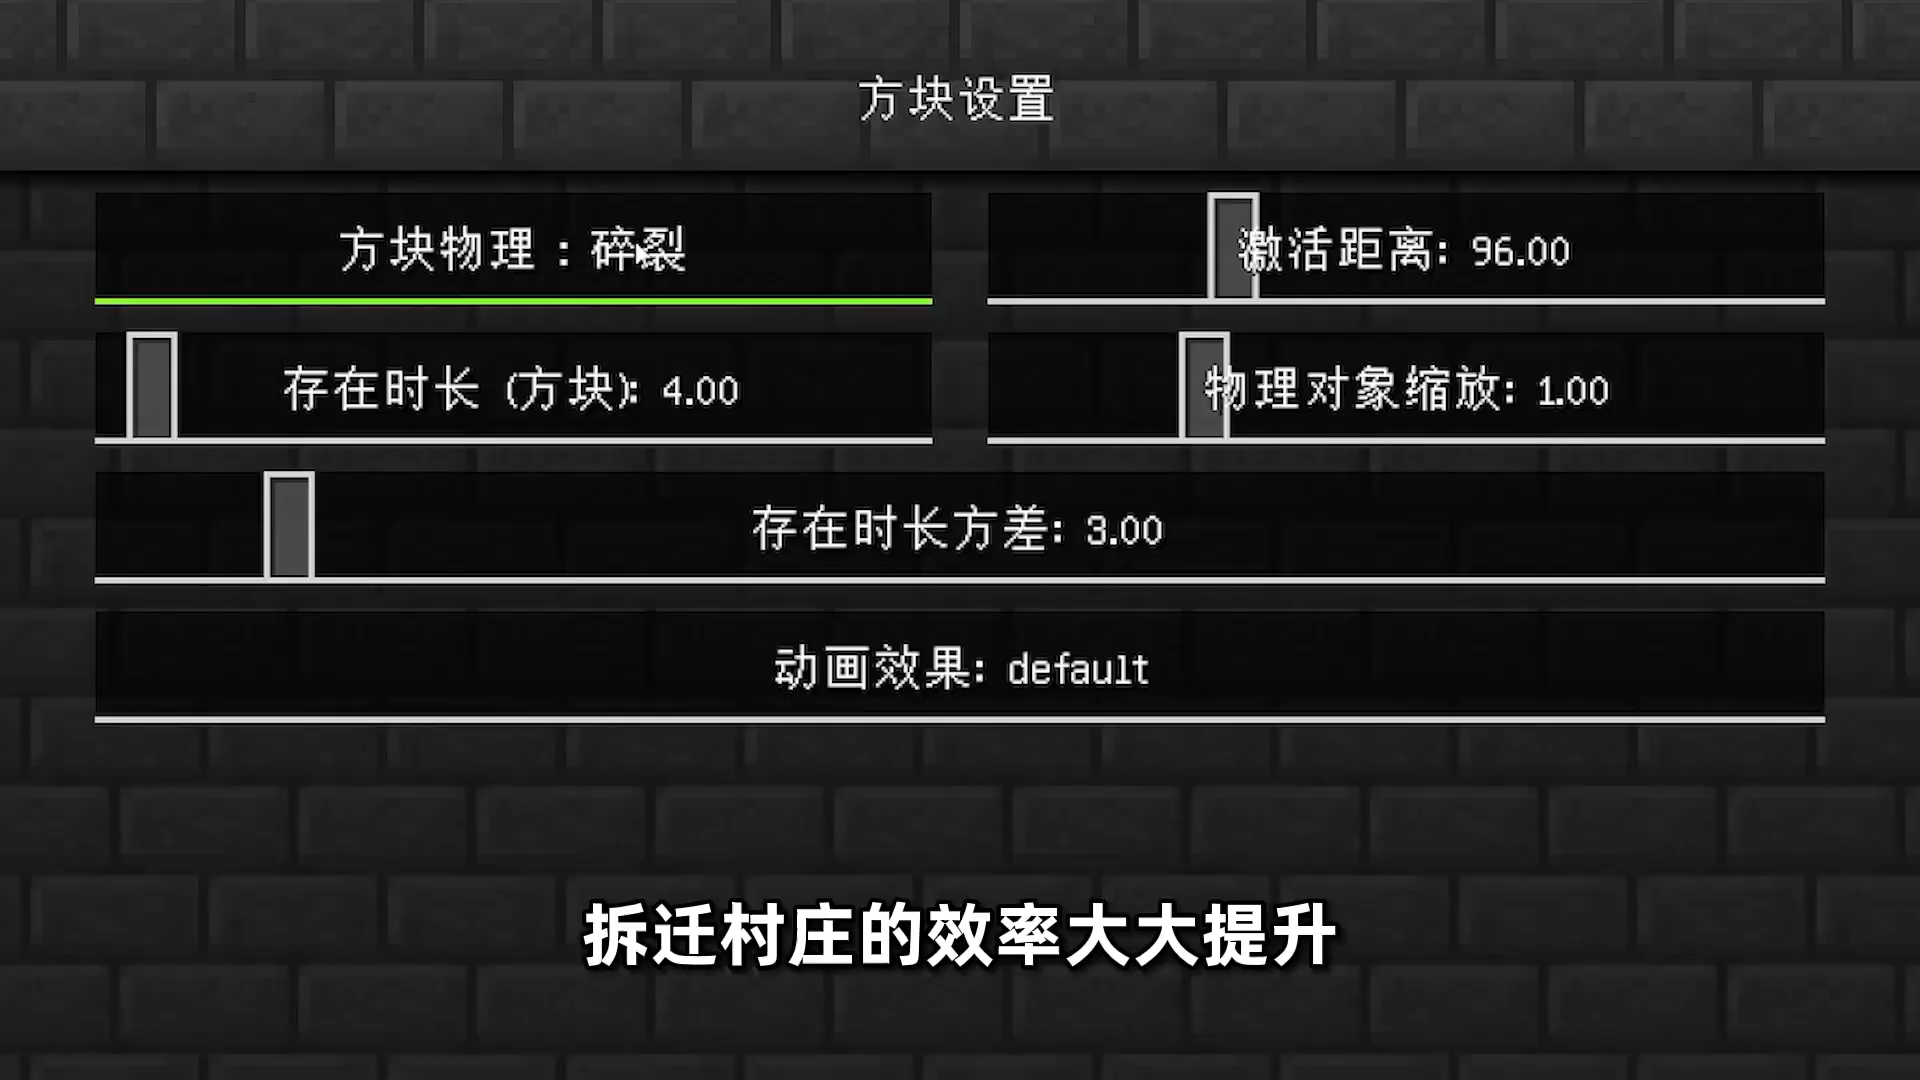 方块设置
方块物理：碎裂
激活距离: 96.00
存在时长 (方块): 4.00
物理对象缩放: 1.00
存在时长方差: 3.00
动画效果: default
拆迁村庄的效率大大提升